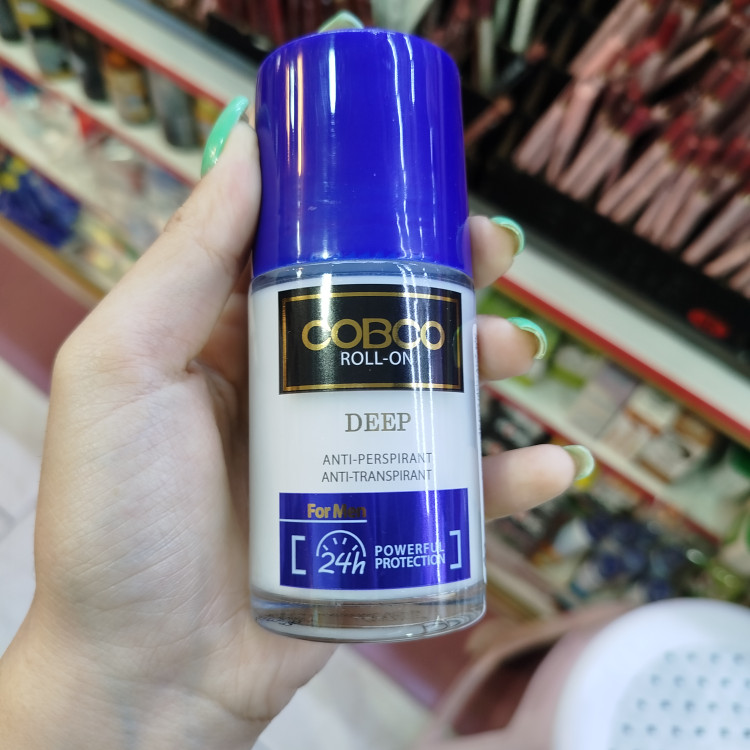 COBCO
ROLL-ON
DEEP
ANTI-PERSPIRANT
ANTI-TRANSPIRANT
For Men
24h
POWERFUL
PROTECTION